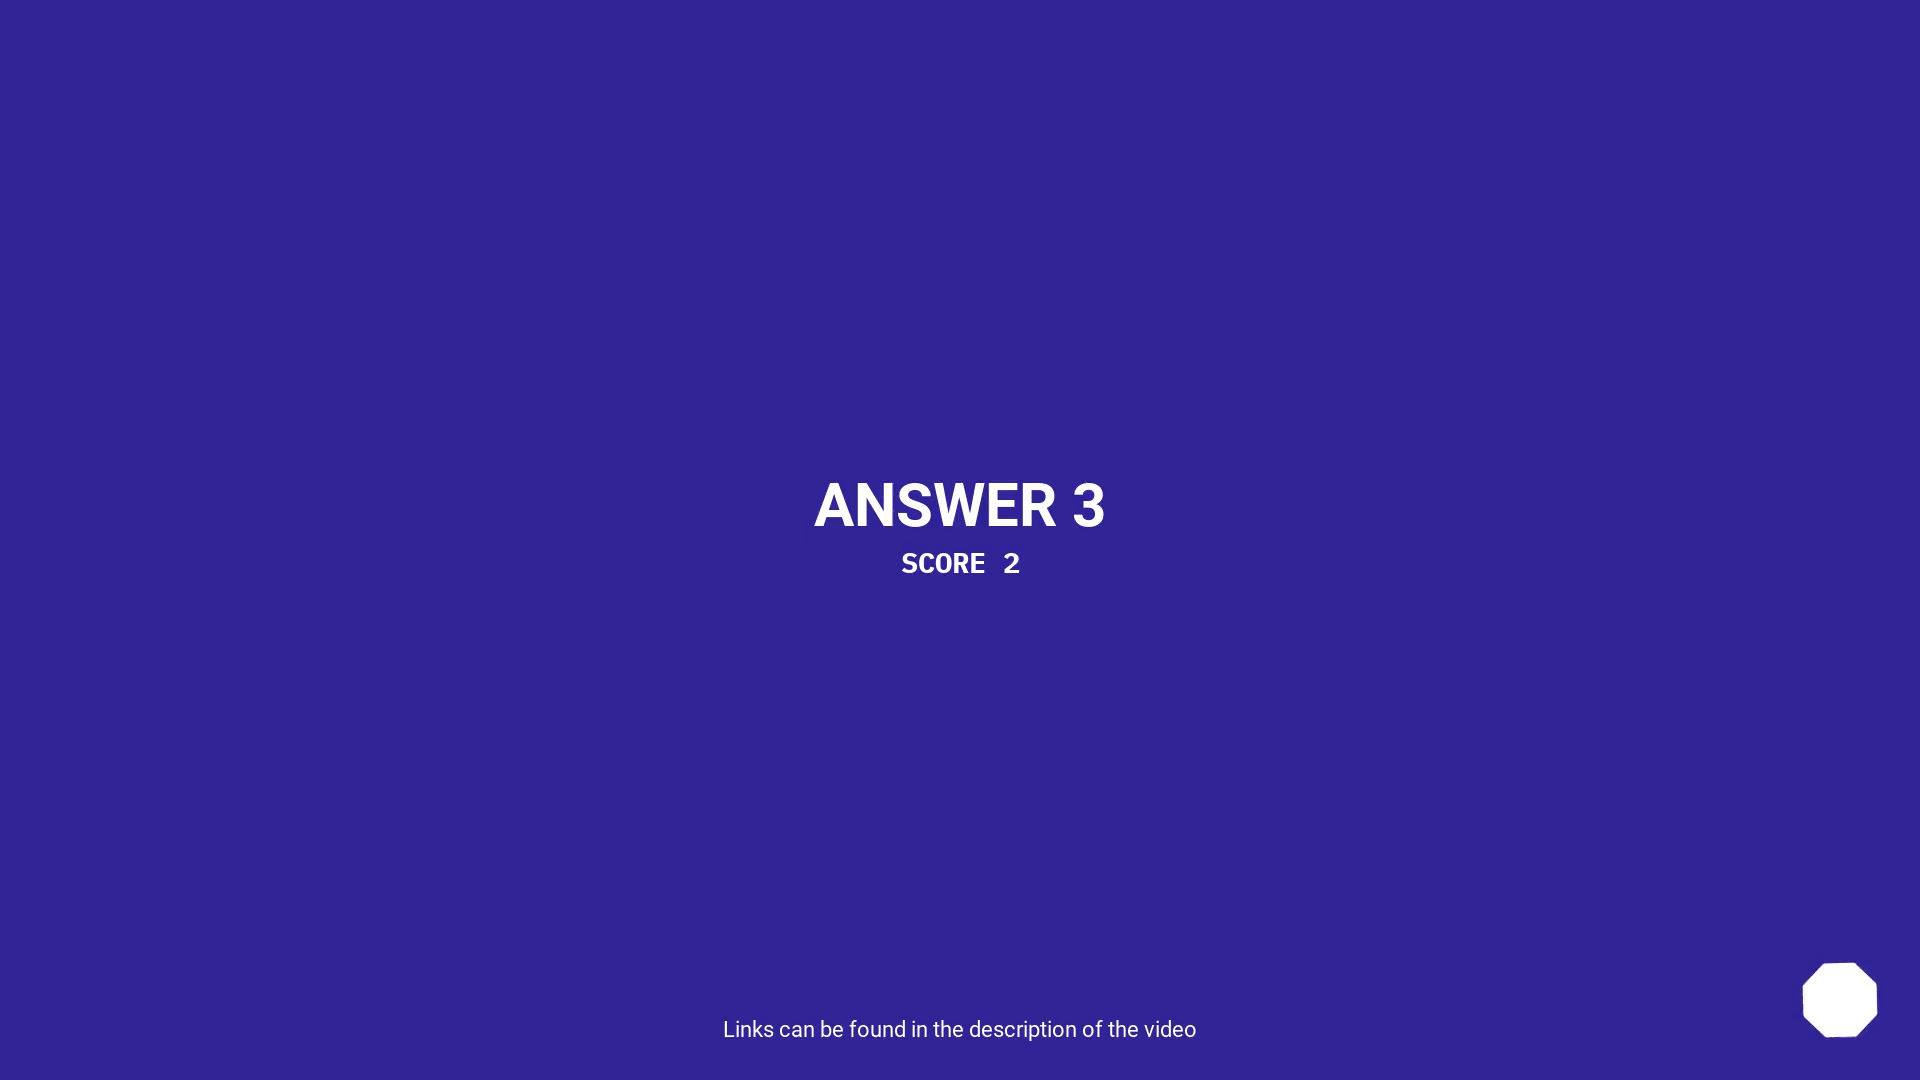 ANSWER 3
SCORE 2
Links can be found in the description of the video